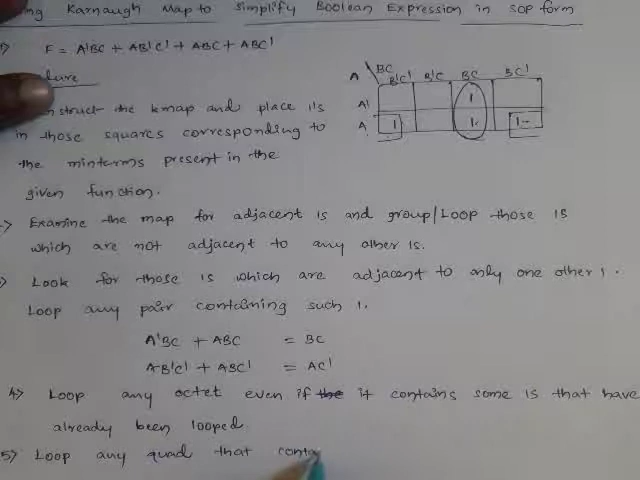 Karnaugh Map to Simplify Boolean Expression in SOP form
F = A'BC + AB'C' + ABC + ABC'
A \ BC B'C' B'C BC BC'
A' 1
A 1 1 1
the kmap and place 1s
in those squares corresponding to
the minterms present in the
given function.
Examine the map for adjacent 1s and group/Loop those 1s
which are not adjacent to any other 1s.
Look for those 1s which are adjacent to only one other 1.
Loop any pair containing such 1.
A'BC + ABC = BC
AB'C' + ABC' = AC'
4) Loop any octet even if it contains some 1s that have
already been looped.
5) Loop any quad that conta